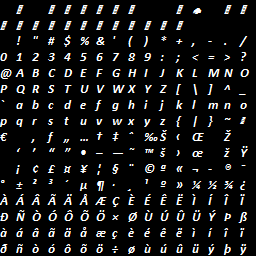 ! " # $ % & ' ( ) * + , - . /
0 1 2 3 4 5 6 7 8 9 : ; < = > ?
@ A B C D E F G H I J K L M N O
P Q R S T U V W X Y Z [ \ ] ^ _
` a b c d e f g h i j k l m n o
p q r s t u v w x y z { | } ~
€ ‚ ƒ „ … † ‡ ˆ ‰ Š ‹ Œ Ž
‘ ’ “ ” • – — ˜ ™ š › œ ž Ÿ
¡ ¢ £ ¤ ¥ ¦ § ¨ © ª « ¬ - ® ¯
° ± ² ³ ´ µ ¶ · ¸ ¹ º » ¼ ½ ¾ ¿
À Á Â Ã Ä Å Æ Ç È É Ê Ë Ì Í Î Ï
Ð Ñ Ò Ó Ô Õ Ö × Ø Ù Ú Û Ü Ý Þ ß
à á â ã ä å æ ç è é ê ë ì í î ï
ð ñ ò ó ô õ ö ÷ ø ù ú û ü ý þ ÿ